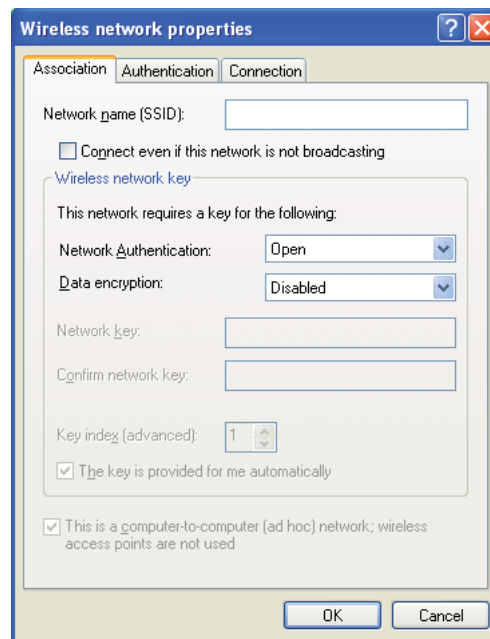 Wireless network properties
Association Authentication Connection
Network name (SSID):
Connect even if this network is not broadcasting
Wireless network key
This network requires a key for the following:
Network Authentication: Open
Data encryption: Disabled
Network key:
Confirm network key:
Key index (advanced): 1
The key is provided for me automatically
This is a computer-to-computer (ad hoc) network; wireless
access points are not used
OK Cancel